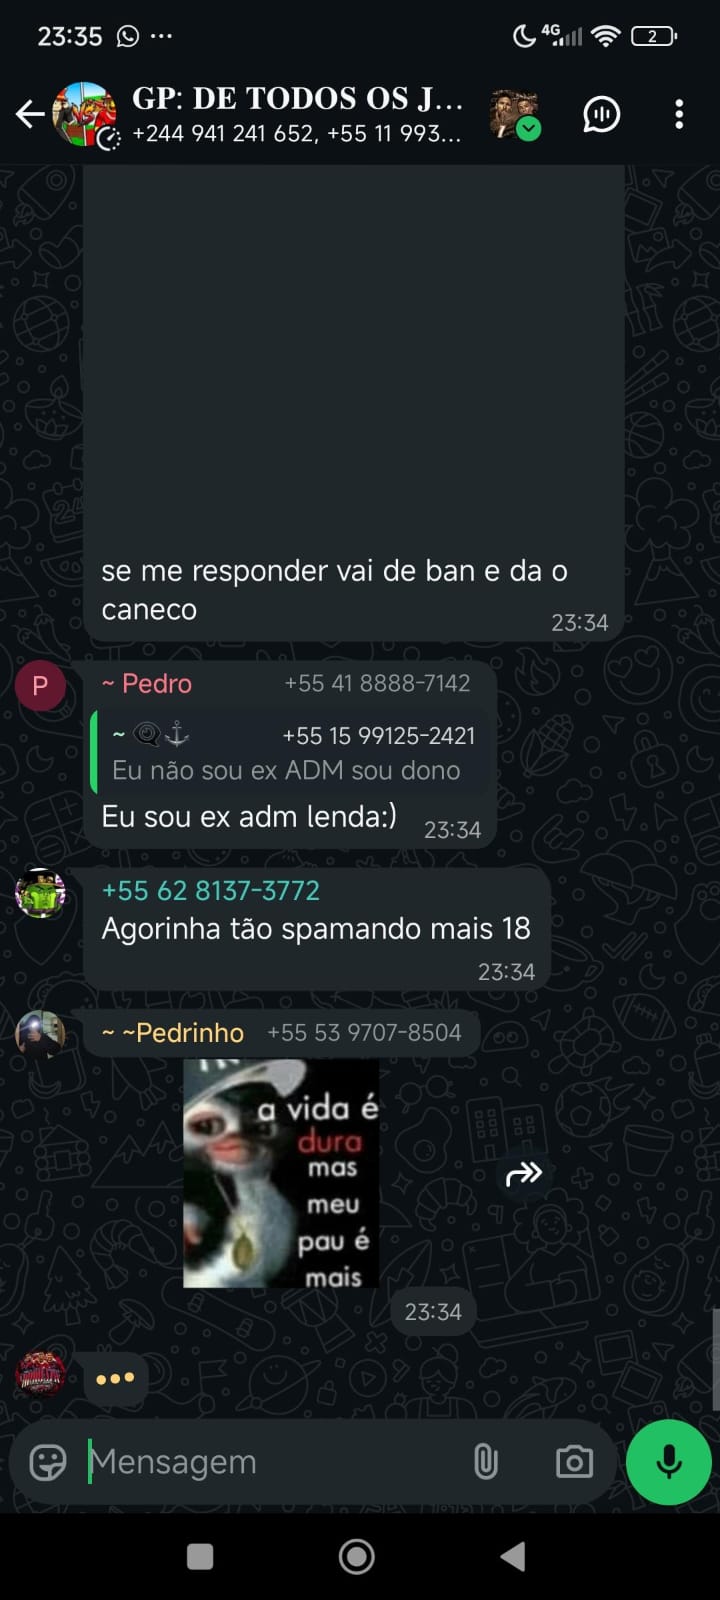 23:35
4G
2
GP: DE TODOS OS J...
+244 941 241 652, +55 11 993...
se me responder vai de ban e da o
caneco
23:34
P
~ Pedro +55 41 8888-7142
~ 👁️‍🗨️⚓ +55 15 99125-2421
Eu não sou ex ADM sou dono
Eu sou ex adm lenda:)
23:34
+55 62 8137-3772
Agorinha tão spamando mais 18
23:34
~ ~Pedrinho +55 53 9707-8504
a vida é
dura
mas
meu
pau é
mais
23:34
Mensagem